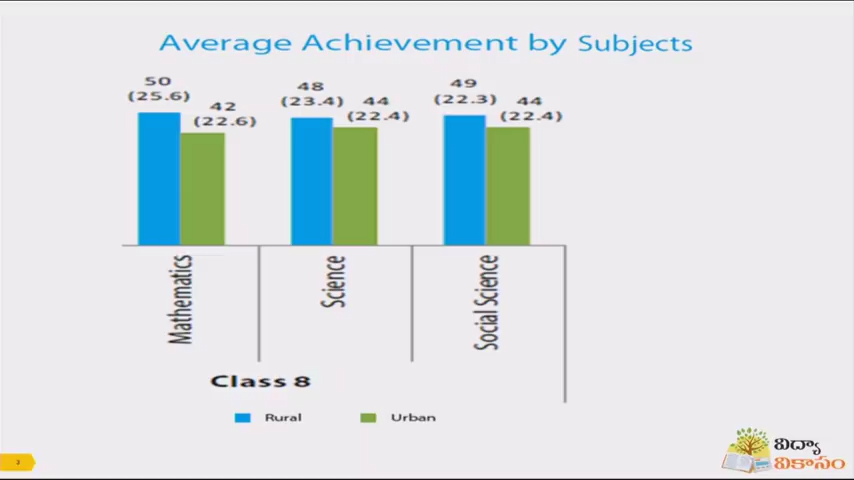 Average Achievement by Subjects
50
(25.6)
42
(22.6)
48
(23.4)
44
(22.4)
49
(22.3)
44
(22.4)
Mathematics
Science
Social Science
Class 8
Rural
Urban
2
విద్యా
వికాసం